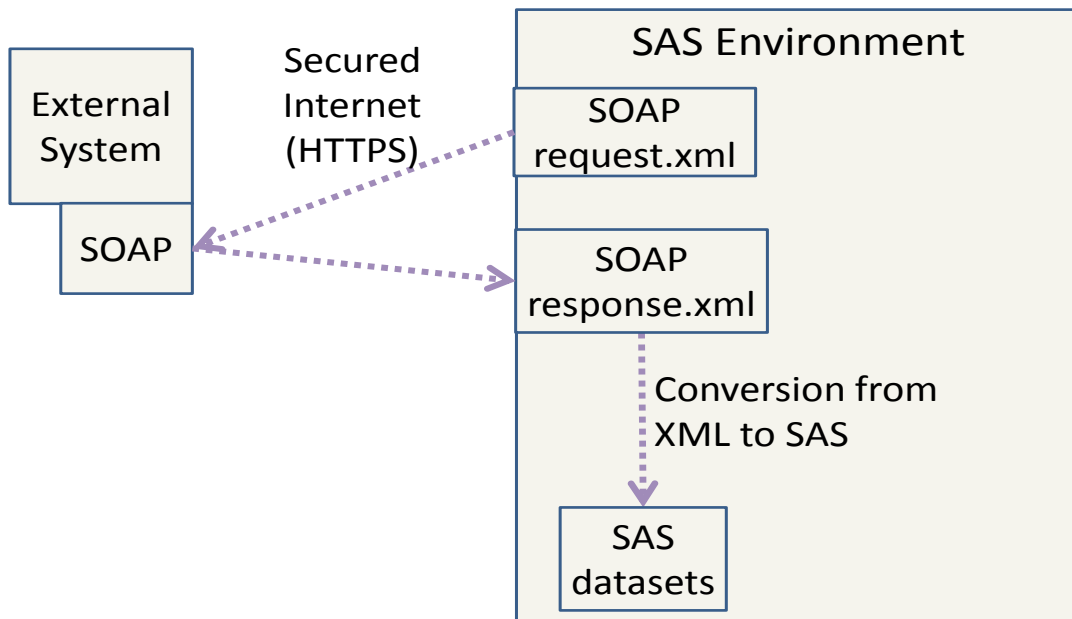 SAS Environment
External
System
SOAP
Secured
Internet
(HTTPS)
SOAP
request.xml
SOAP
response.xml
Conversion from
XML to SAS
SAS
datasets